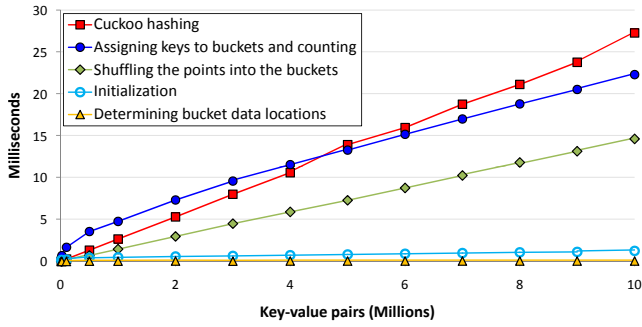 30
25
20
15
10
5
0
Milliseconds
Cuckoo hashing
Assigning keys to buckets and counting
Shuffling the points into the buckets
Initialization
Determining bucket data locations
0 2 4 6 8 10
Key-value pairs (Millions)